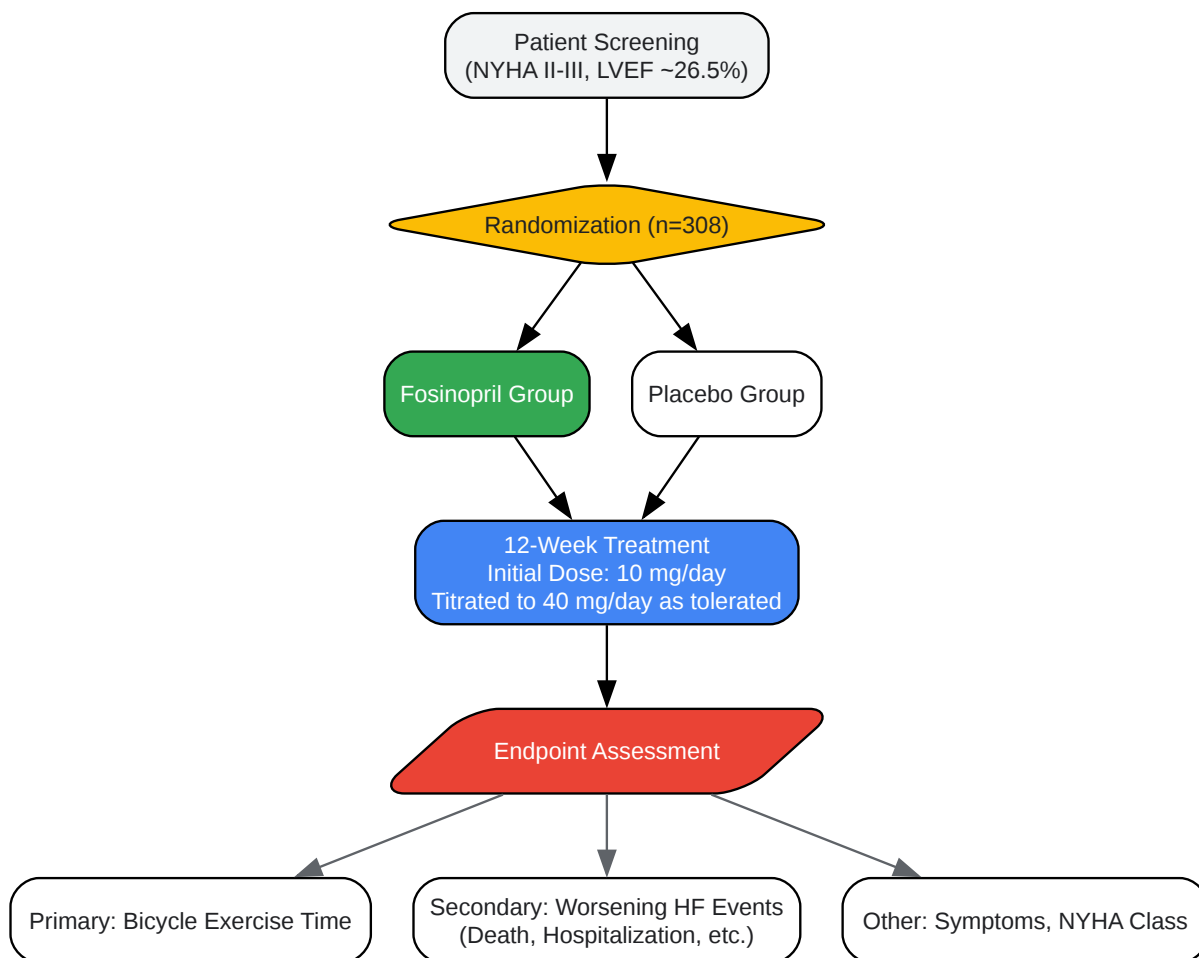 Patient Screening
(NYHA II-III, LVEF ~26.5%)
Randomization (n=308)
Fosinopril Group
Placebo Group
12-Week Treatment
Initial Dose: 10 mg/day
Titrated to 40 mg/day as tolerated
Endpoint Assessment
Primary: Bicycle Exercise Time
Secondary: Worsening HF Events
(Death, Hospitalization, etc.)
Other: Symptoms, NYHA Class